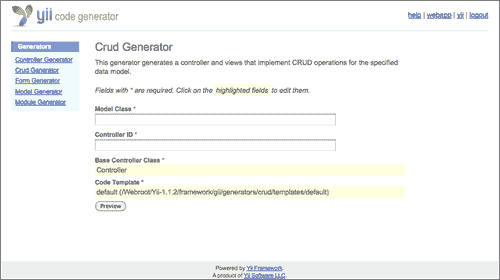 yii code generator
help | webapp | yii | logout
Generators
Controller Generator
Crud Generator
Form Generator
Model Generator
Module Generator
Crud Generator
This generator generates a controller and views that implement CRUD operations for the specified
data model.
Fields with * are required. Click on the highlighted fields to edit them.
Model Class *
Controller ID *
Base Controller Class *
Controller
Code Template *
default (/Webroot/Yii-1.1.2/framework/gii/generators/crud/templates/default)
Preview
Powered by Yii Framework.
A product of Yii Software LLC.